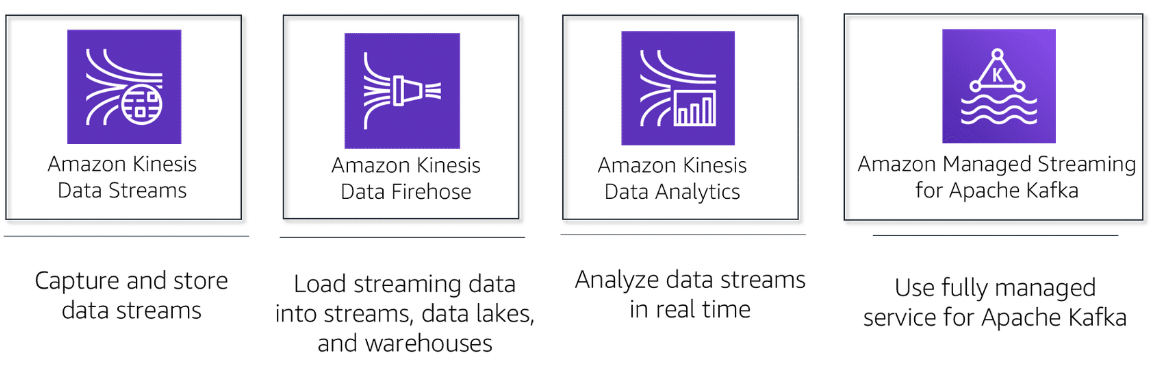 Amazon Kinesis
Data Streams
Capture and store
data streams
Amazon Kinesis
Data Firehose
Load streaming data
into streams, data lakes,
and warehouses
Amazon Kinesis
Data Analytics
Analyze data streams
in real time
K
Amazon Managed Streaming
for Apache Kafka
Use fully managed
service for Apache Kafka